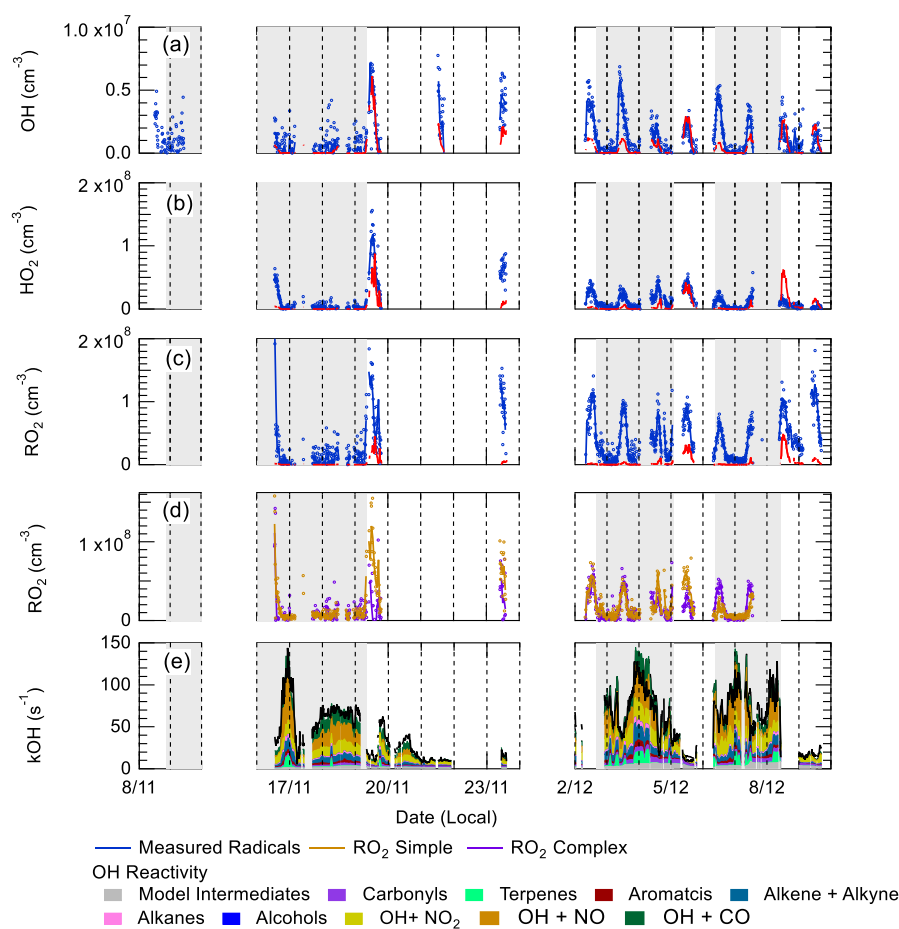 1.0 x10⁷
(a)
OH (cm⁻³)
0.5
0.0
2 x10⁸
(b)
HO₂ (cm⁻³)
1
0
2 x10⁸
(c)
RO₂ (cm⁻³)
1
0
(d)
RO₂ (cm⁻³)
1 x10⁸
0
150
(e)
kOH (s⁻¹)
100
50
0
8/11 17/11 20/11 23/11 2/12 5/12 8/12
Date (Local)
Measured Radicals RO₂ Simple RO₂ Complex
OH Reactivity
Model Intermediates Carbonyls Terpenes Aromatcis Alkene + Alkyne
Alkanes Alcohols OH+ NO₂ OH + NO OH + CO